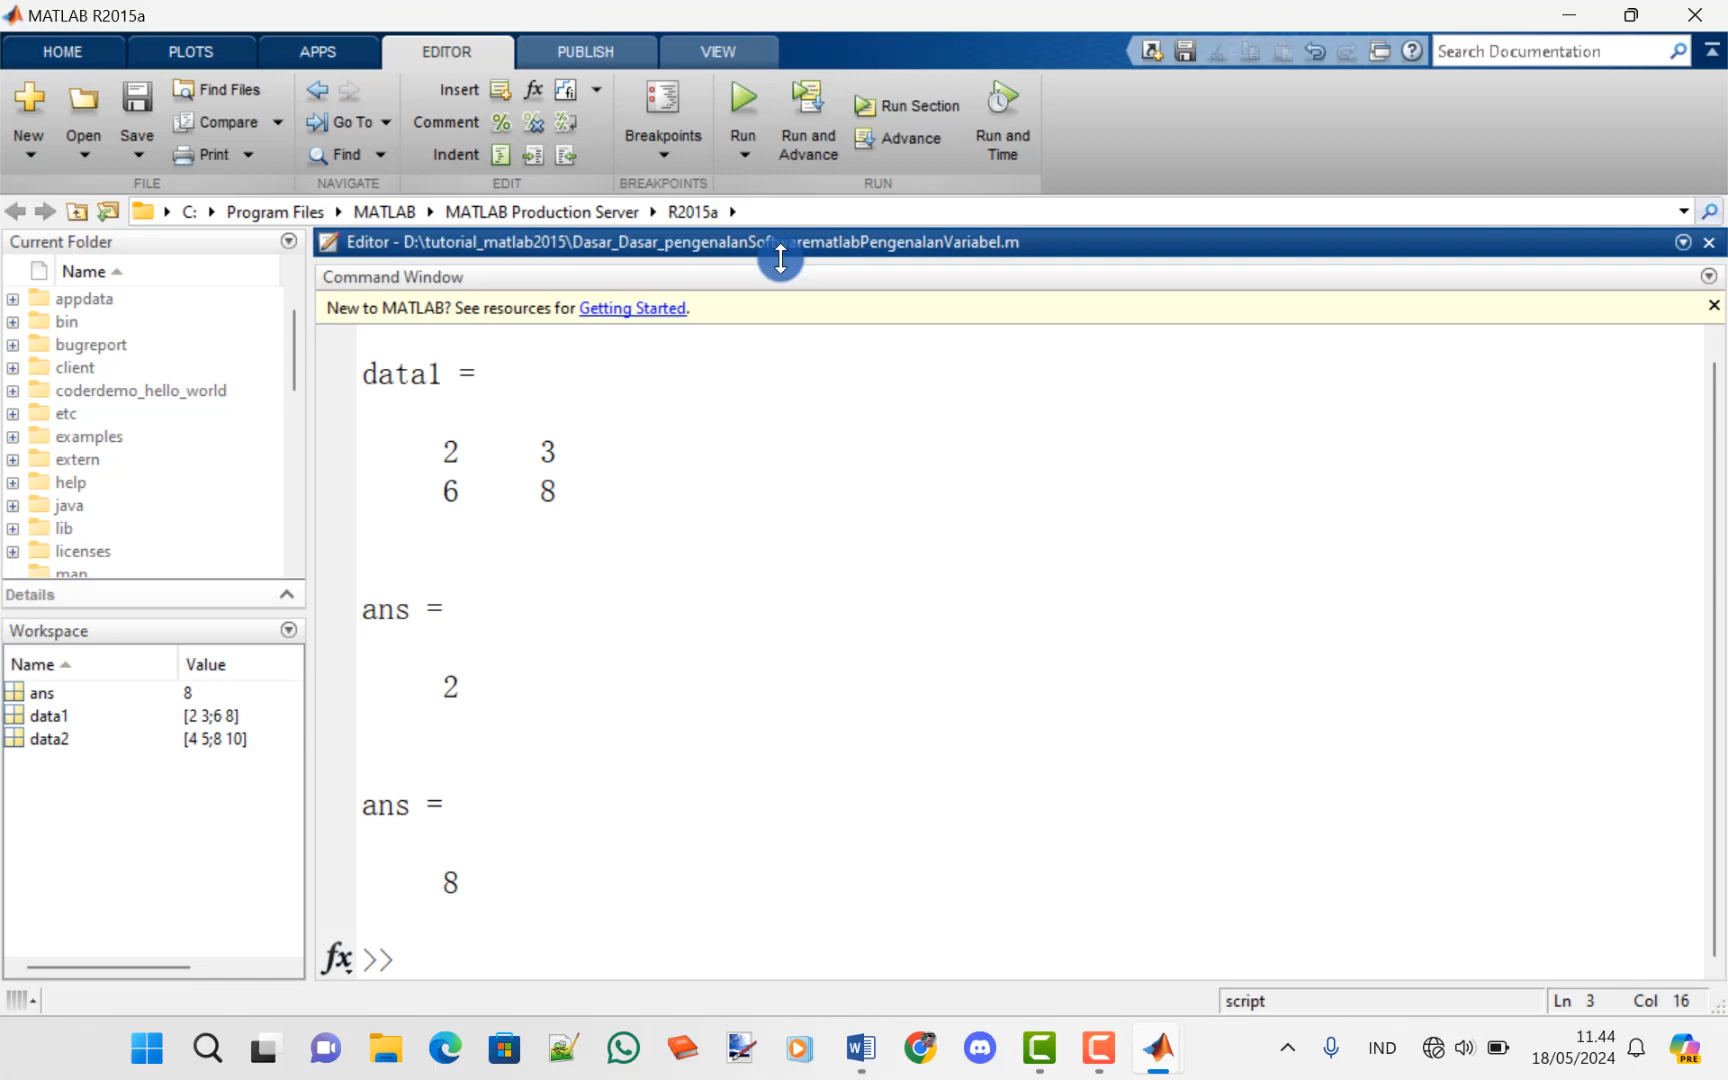 MATLAB R2015a
HOME PLOTS APPS EDITOR PUBLISH VIEW
Search Documentation
New Open Save Find Files Compare Print
Go To Find
Insert fx
Comment
Indent
Breakpoints Run Run and Advance Run Section Advance Run and Time
FILE NAVIGATE EDIT BREAKPOINTS RUN
C: Program Files MATLAB MATLAB Production Server R2015a
Current Folder
Name
appdata
bin
bugreport
client
coderdemo_hello_world
etc
examples
extern
help
java
lib
licenses
man
Details
Workspace
Name Value
ans 8
data1 [2 3;6 8]
data2 [4 5;8 10]
Editor - D:\tutorial_matlab2015\Dasar_Dasar_pengenalanSoftwarematlabPengenalanVariabel.m
Command Window
New to MATLAB? See resources for Getting Started.
data1 =
2 3
6 8
ans =
2
ans =
8
fx >>
script Ln 3 Col 16
IND
11.44
18/05/2024
PRE